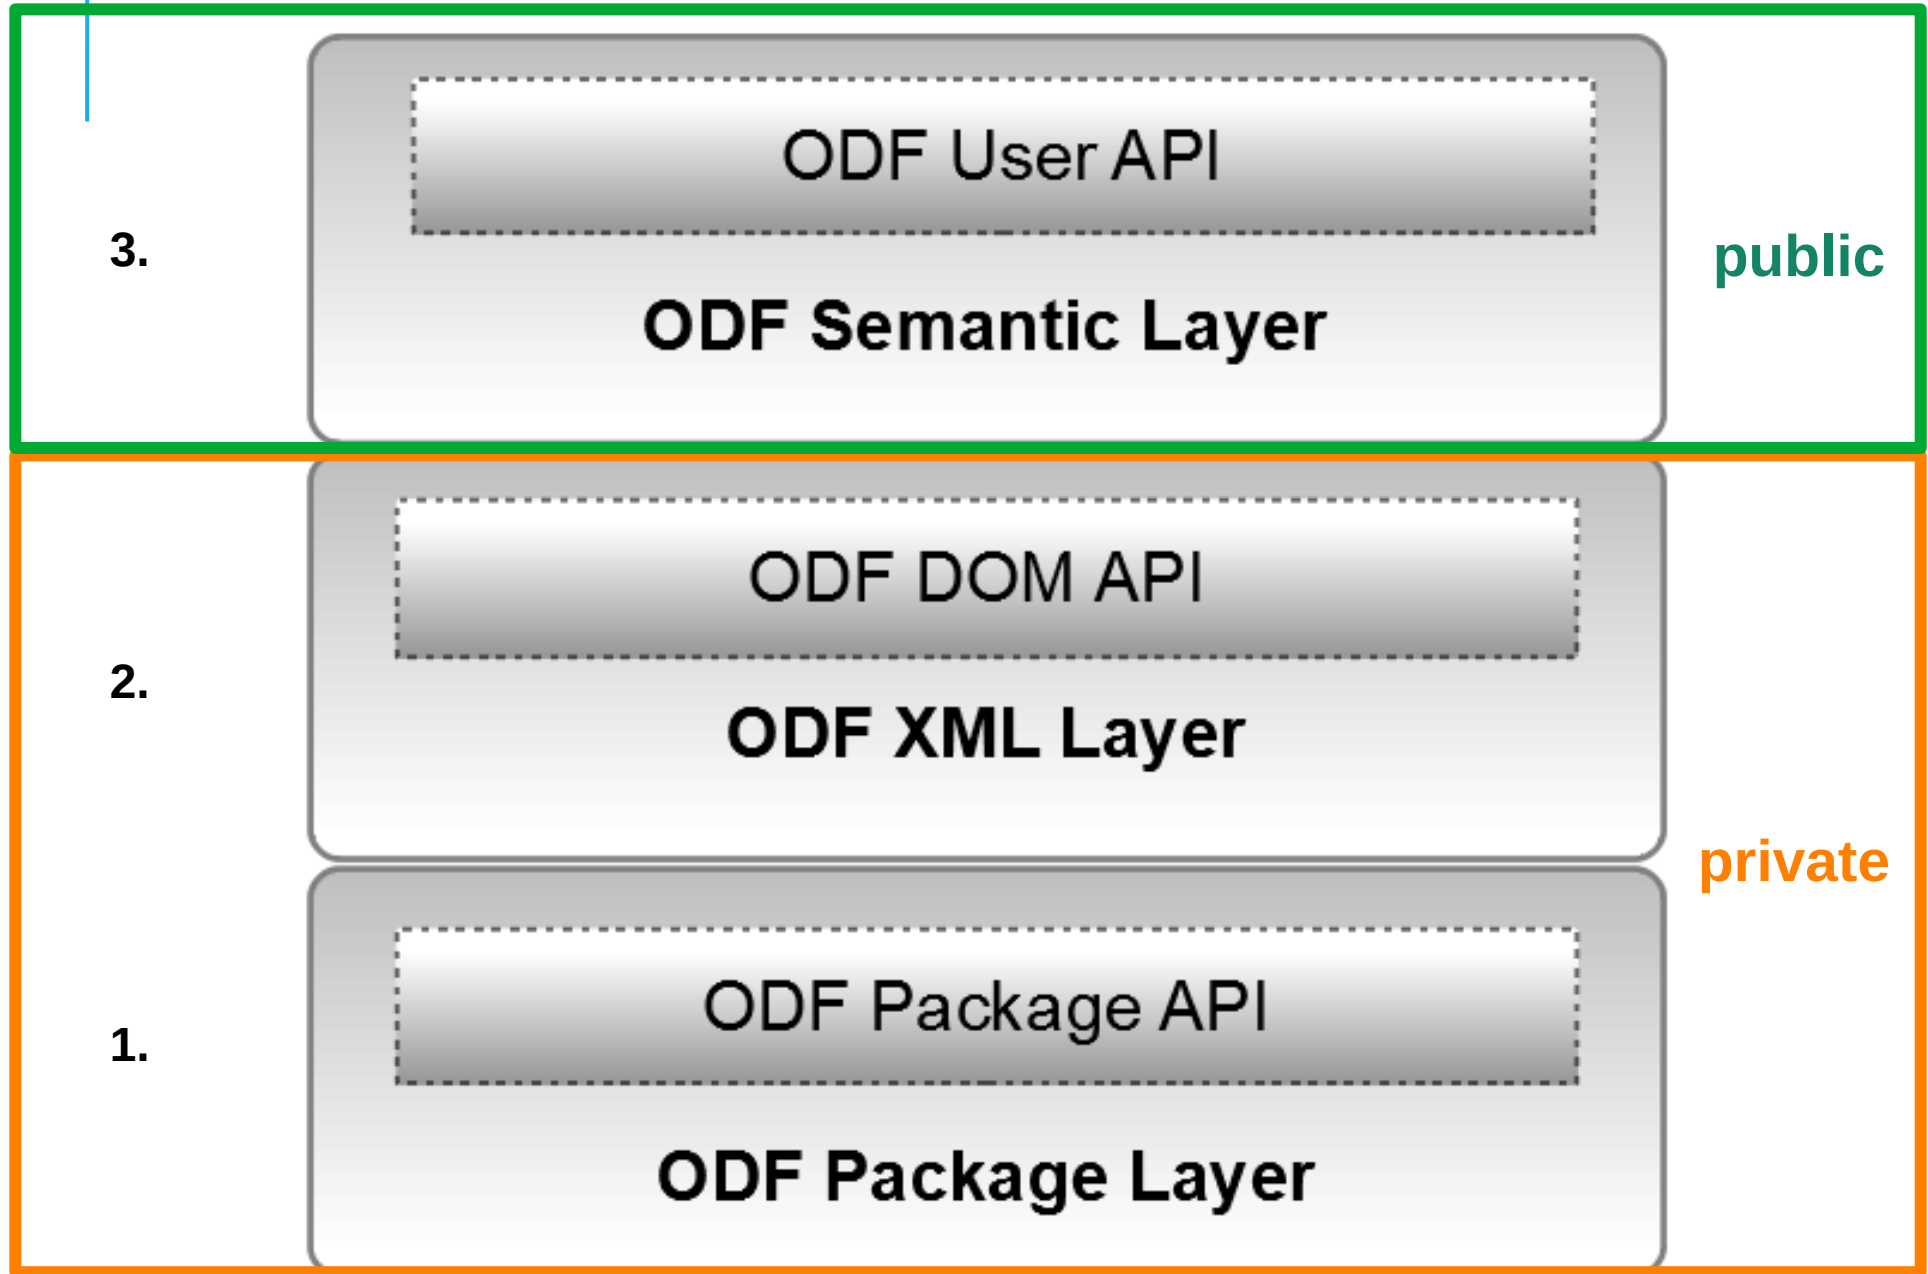 ODF User API
3.
public
ODF Semantic Layer
ODF DOM API
2.
ODF XML Layer
private
ODF Package API
1.
ODF Package Layer